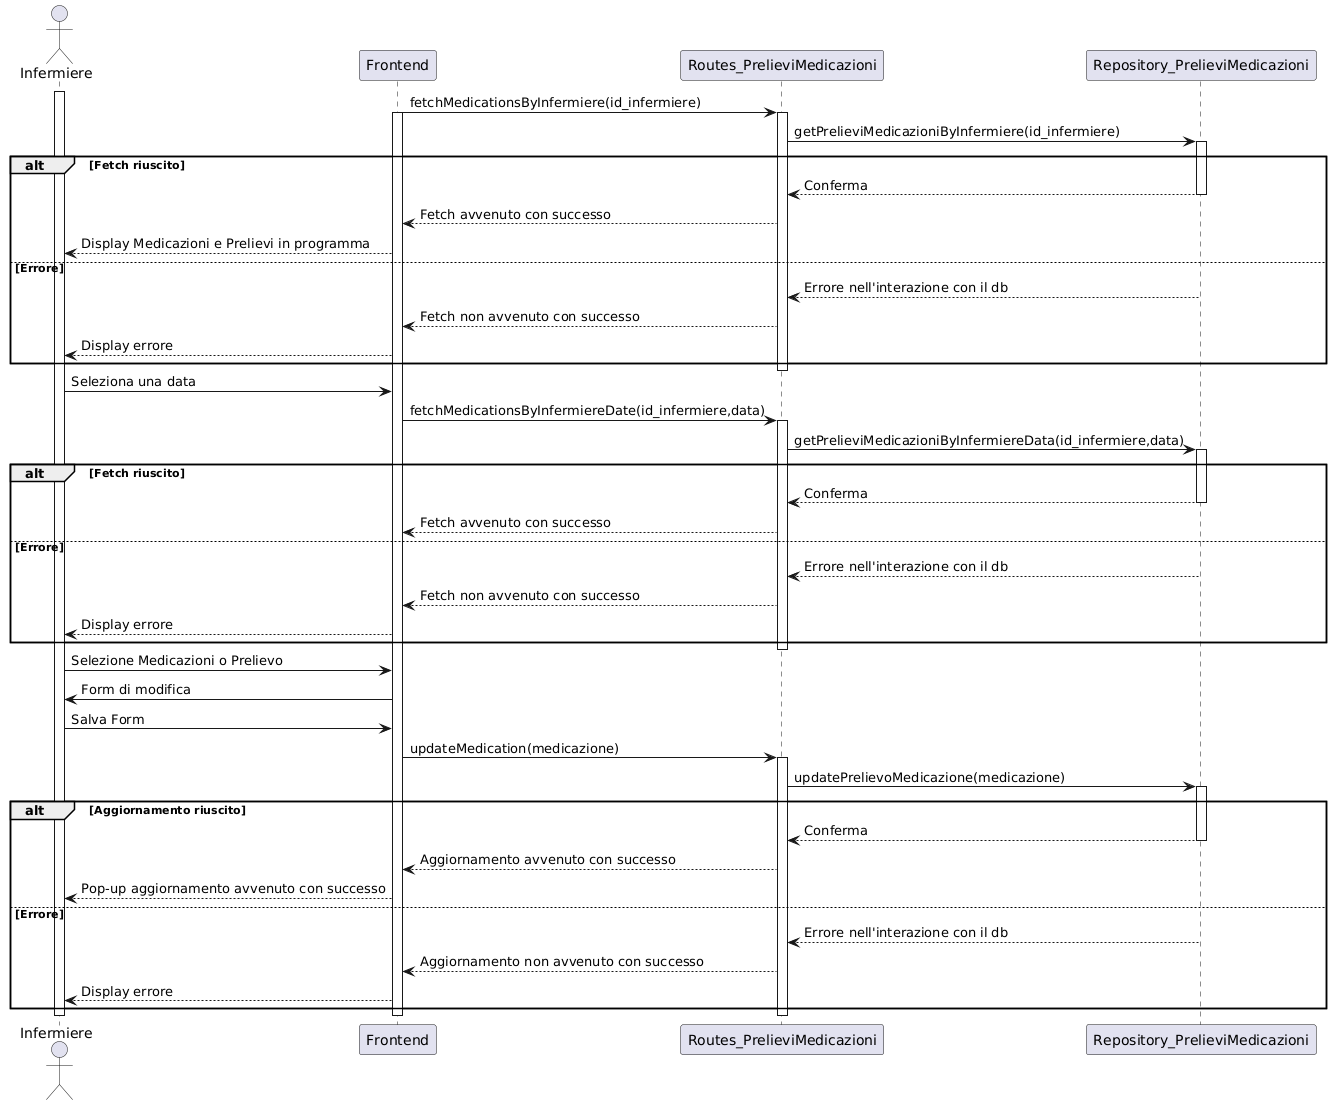 Infermiere
Frontend
Routes_PrelieviMedicazioni
Repository_PrelieviMedicazioni
fetchMedicationsByInfermiere(id_infermiere)
getPrelieviMedicazioniByInfermiere(id_infermiere)
alt [Fetch riuscito]
Conferma
Fetch avvenuto con successo
Display Medicazioni e Prelievi in programma
[Errore]
Errore nell'interazione con il db
Fetch non avvenuto con successo
Display errore
Seleziona una data
fetchMedicationsByInfermiereDate(id_infermiere,data)
getPrelieviMedicazioniByInfermiereData(id_infermiere,data)
alt [Fetch riuscito]
Conferma
Fetch avvenuto con successo
[Errore]
Errore nell'interazione con il db
Fetch non avvenuto con successo
Display errore
Selezione Medicazioni o Prelievo
Form di modifica
Salva Form
updateMedication(medicazione)
updatePrelievoMedicazione(medicazione)
alt [Aggiornamento riuscito]
Conferma
Aggiornamento avvenuto con successo
Pop-up aggiornamento avvenuto con successo
[Errore]
Errore nell'interazione con il db
Aggiornamento non avvenuto con successo
Display errore
Infermiere
Frontend
Routes_PrelieviMedicazioni
Repository_PrelieviMedicazioni